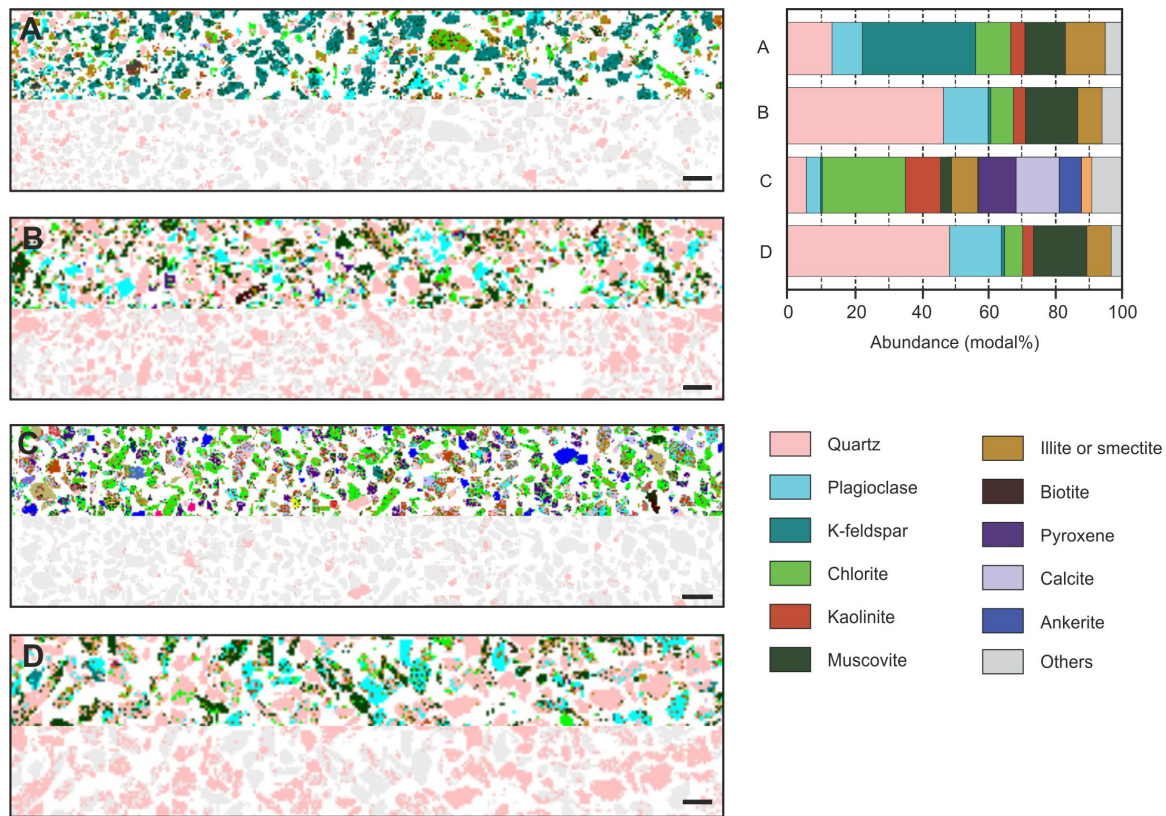 A
B
C
D
A
B
C
D
0 20 40 60 80 100
Abundance (modal%)
Quartz
Plagioclase
K-feldspar
Chlorite
Kaolinite
Muscovite
Illite or smectite
Biotite
Pyroxene
Calcite
Ankerite
Others